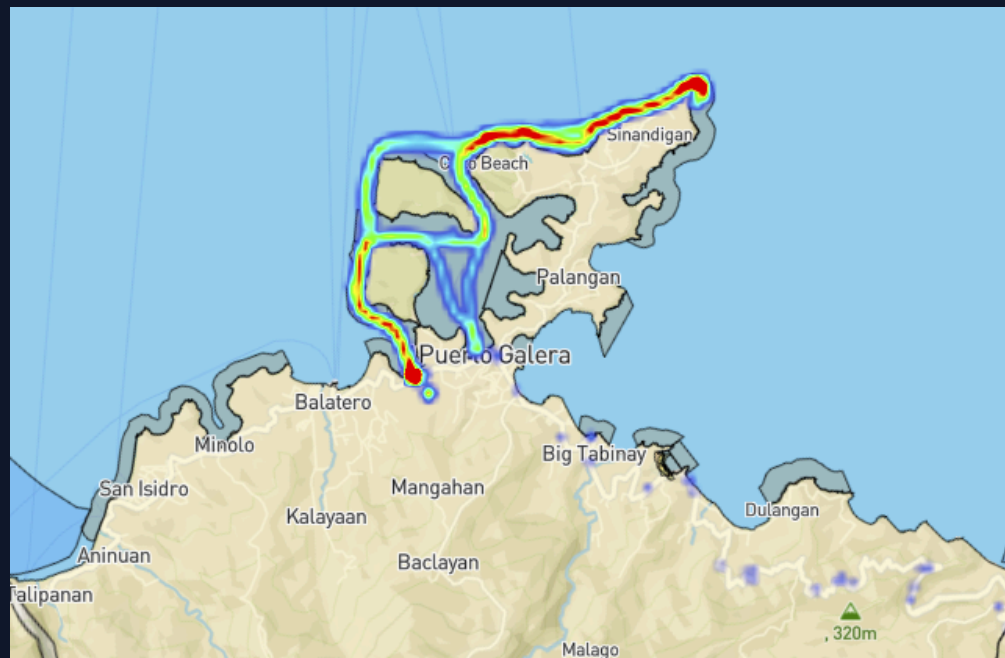 Sinandigan
Beach
Palangan
Puerto Galera
Balatero
Minolo
Big Tabinay
San Isidro
Mangahan
Dulangan
Kalayaan
Aninuan
Baclayan
Talipanan
, 320m
Malago